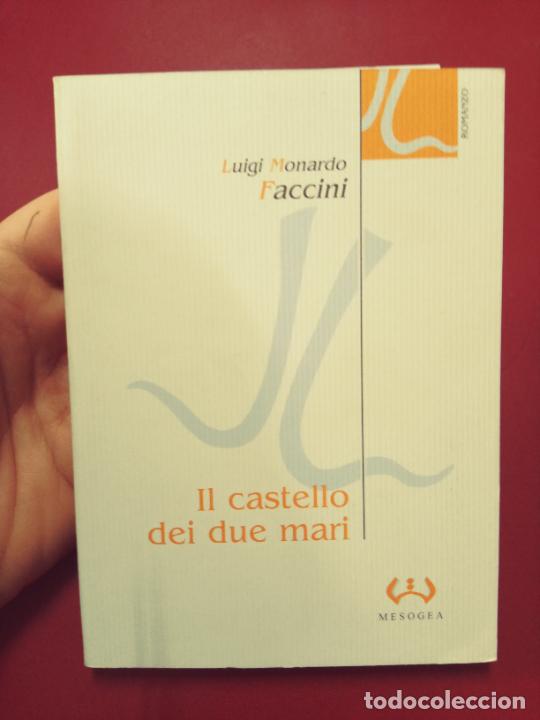 ROMANZO
Luigi Monardo
Faccini
Il castello
dei due mari
MESOGEA
todocoleccion